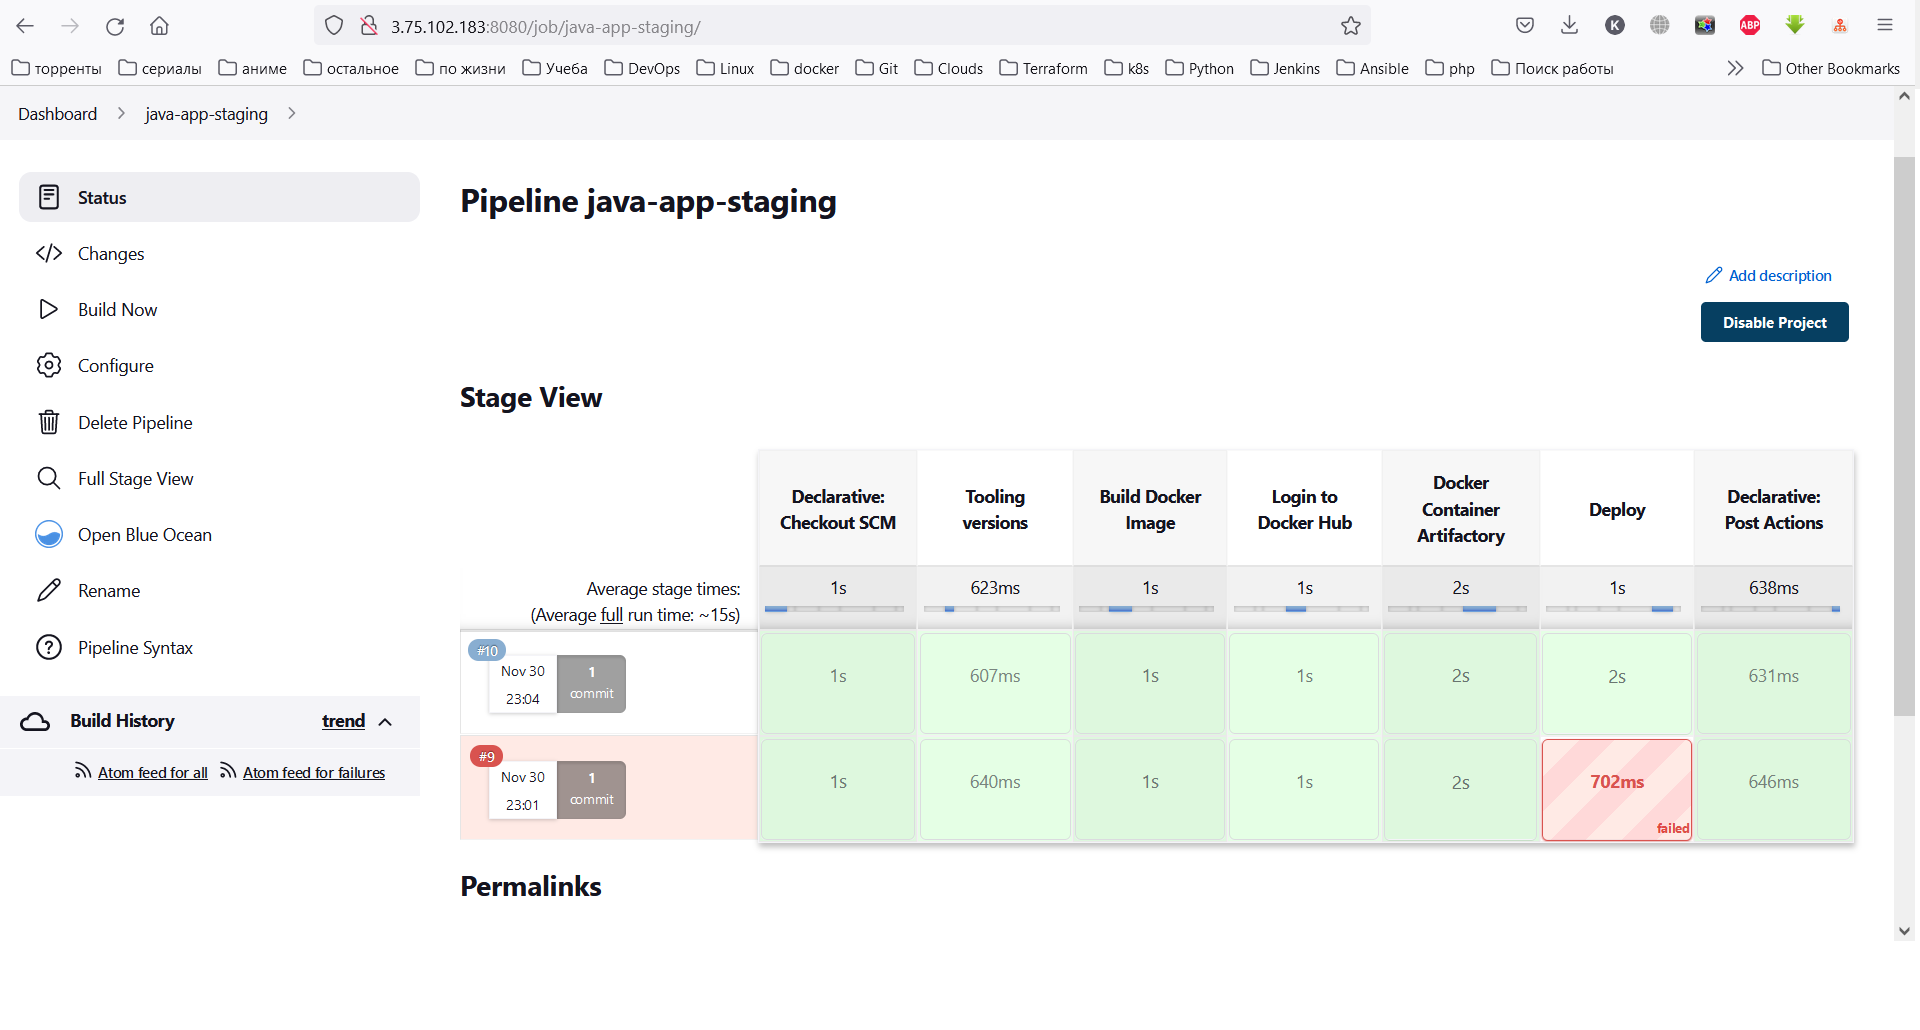 3.75.102.183:8080/job/java-app-staging/
K
ABP
торренты сериалы аниме остальное по жизни Учеба DevOps Linux docker Git Clouds Terraform k8s Python Jenkins Ansible php Поиск работы Other Bookmarks
Dashboard java-app-staging
Status
Changes
Build Now
Configure
Delete Pipeline
Full Stage View
Open Blue Ocean
Rename
Pipeline Syntax
Build History trend
Atom feed for all Atom feed for failures
Pipeline java-app-staging
Add description
Disable Project
Stage View
Declarative: Checkout SCM
Tooling versions
Build Docker Image
Login to Docker Hub
Docker Container Artifactory
Deploy
Declarative: Post Actions
Average stage times:
(Average full run time: ~15s)
1s 623ms 1s 1s 2s 1s 638ms
#10
Nov 30
23:04
1
commit
1s 607ms 1s 1s 2s 2s 631ms
#9
Nov 30
23:01
1
commit
1s 640ms 1s 1s 2s 702ms 646ms
failed
Permalinks